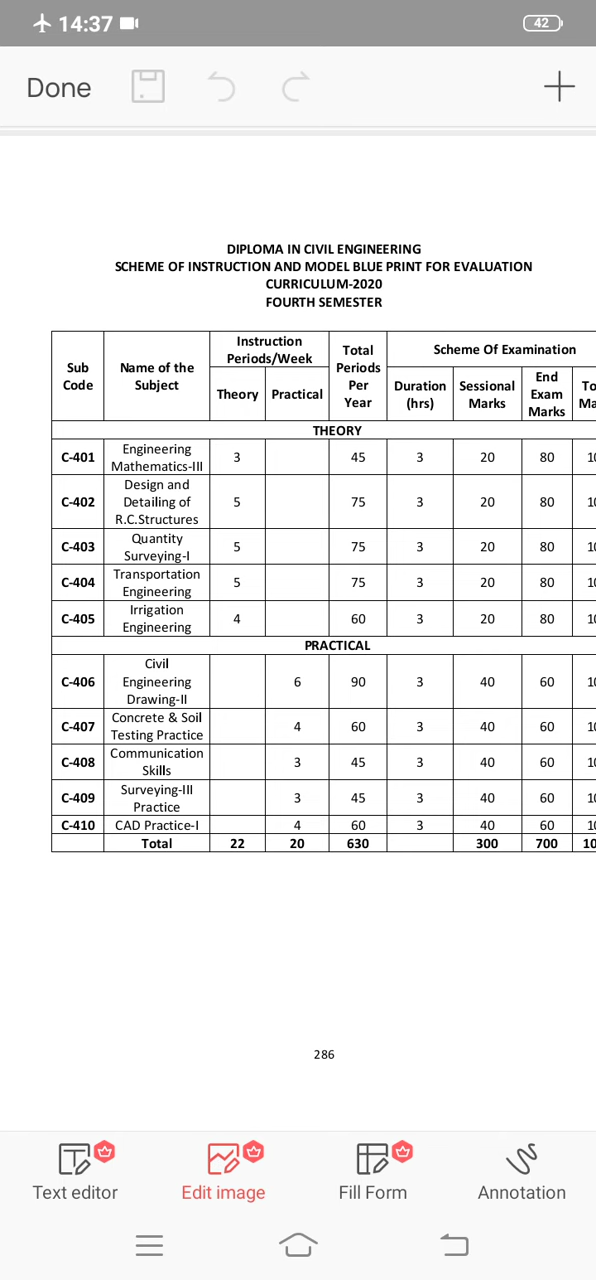 14:37
42
Done
DIPLOMA IN CIVIL ENGINEERING
SCHEME OF INSTRUCTION AND MODEL BLUE PRINT FOR EVALUATION
CURRICULUM-2020
FOURTH SEMESTER
Sub Code Name of the Subject Instruction Periods/Week Total Periods Per Year Scheme Of Examination
Theory Practical Duration (hrs) Sessional Marks End Exam Marks
THEORY
C-401 Engineering Mathematics-III 3 45 3 20 80
C-402 Design and Detailing of R.C.Structures 5 75 3 20 80
C-403 Quantity Surveying-I 5 75 3 20 80
C-404 Transportation Engineering 5 75 3 20 80
C-405 Irrigation Engineering 4 60 3 20 80
PRACTICAL
C-406 Civil Engineering Drawing-II 6 90 3 40 60
C-407 Concrete & Soil Testing Practice 4 60 3 40 60
C-408 Communication Skills 3 45 3 40 60
C-409 Surveying-III Practice 3 45 3 40 60
C-410 CAD Practice-I 4 60 3 40 60
Total 22 20 630 300 700
286
Text editor Edit image Fill Form Annotation